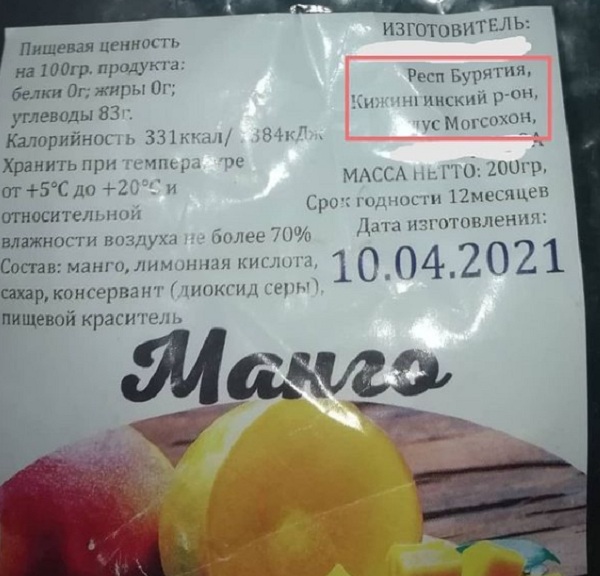 Пищевая ценность
на 100гр. продукта:
белки 0г; жиры 0г;
углеводы 83г.
Калорийность 331ккал/ 384кДж
Хранить при температуре
от +5°С до +20°С и
относительной
влажности воздуха не более 70%
Состав: манго, лимонная кислота,
сахар, консервант (диоксид серы),
пищевой краситель
ИЗГОТОВИТЕЛЬ:
Респ Бурятия,
Кижингинский р-он,
Могсохон,
МАССА НЕТТО: 200гр,
Срок годности 12месяцев
Дата изготовления:
10.04.2021
Манго